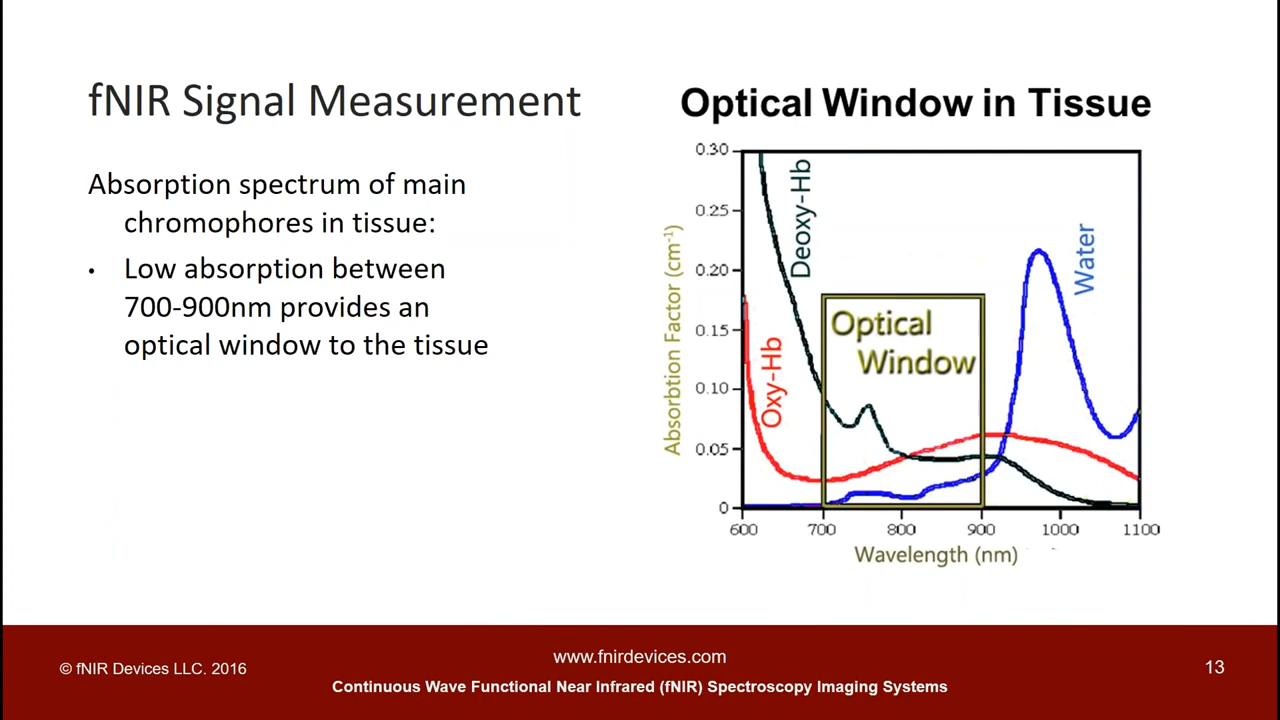 fNIR Signal Measurement
Absorption spectrum of main
chromophores in tissue:
• Low absorption between
700-900nm provides an
optical window to the tissue
Optical Window in Tissue
Absorbtion Factor (cm⁻¹)
0.30
0.25
0.20
0.15
0.10
0.05
0
Oxy-Hb
Deoxy-Hb
Optical
Window
Water
600 700 800 900 1000 1100
Wavelength (nm)
© fNIR Devices LLC. 2016
www.fnirdevices.com
Continuous Wave Functional Near Infrared (fNIR) Spectroscopy Imaging Systems
13